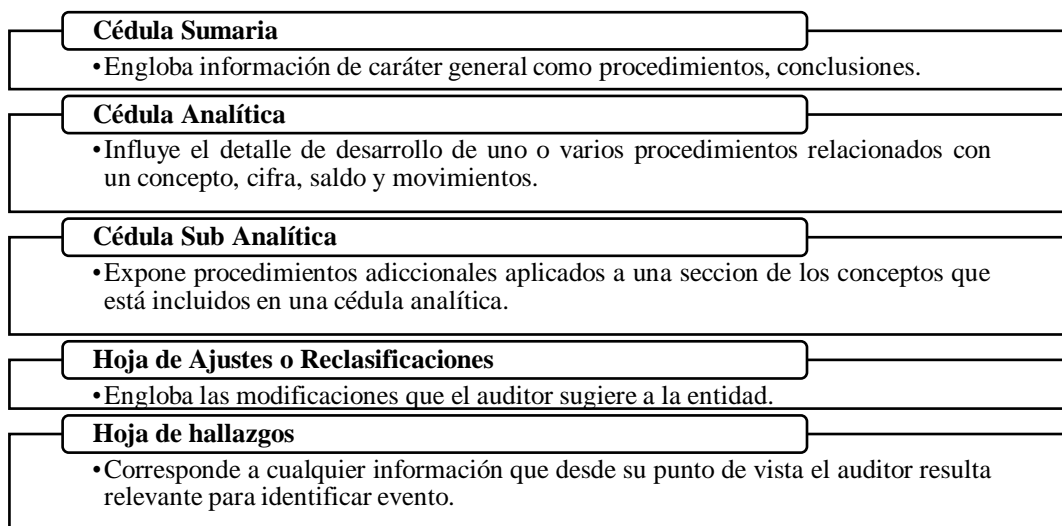 Cédula Sumaria
•Engloba información de caráter general como procedimientos, conclusiones.
Cédula Analítica
•Influye el detalle de desarrollo de uno o varios procedimientos relacionados con
un concepto, cifra, saldo y movimientos.
Cédula Sub Analítica
•Expone procedimientos adiccionales aplicados a una seccion de los conceptos que
está incluidos en una cédula analítica.
Hoja de Ajustes o Reclasificaciones
•Engloba las modificaciones que el auditor sugiere a la entidad.
Hoja de hallazgos
•Corresponde a cualquier información que desde su punto de vista el auditor resulta
relevante para identificar evento.